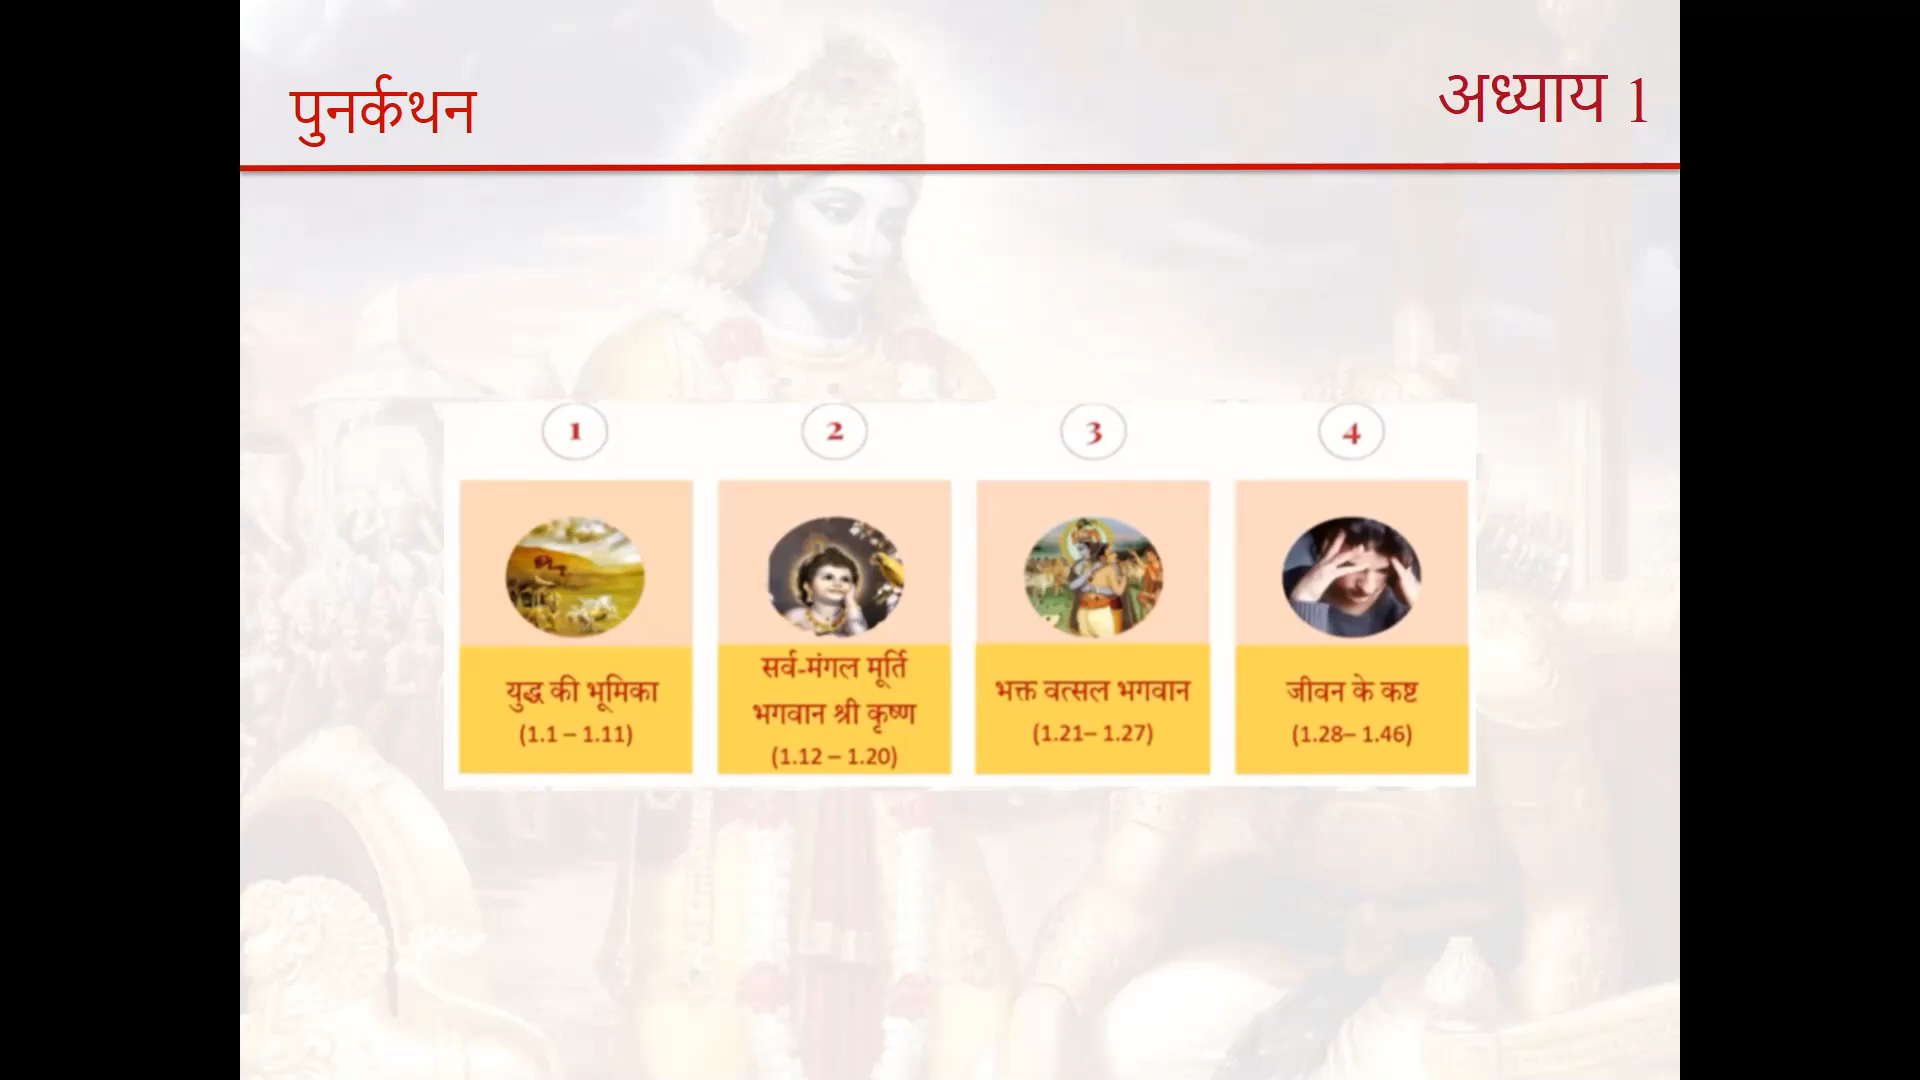 पुनर्कथन
अध्याय 1
1
2
3
4
युद्ध की भूमिका
(1.1 – 1.11)
सर्व-मंगल मूर्ति
भगवान श्री कृष्ण
(1.12 – 1.20)
भक्त वत्सल भगवान
(1.21– 1.27)
जीवन के कष्ट
(1.28– 1.46)